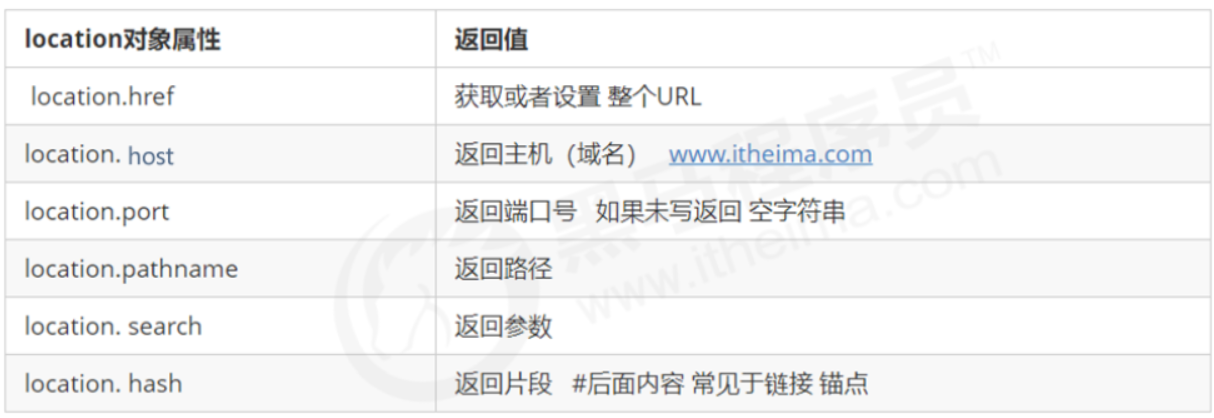 location对象属性 返回值
location.href 获取或者设置 整个URL
location. host 返回主机（域名） www.itheima.com
location.port 返回端口号 如果未写返回 空字符串
location.pathname 返回路径
location. search 返回参数
location. hash 返回片段 #后面内容 常见于链接 锚点
黑马程序员™
www.itheima.com